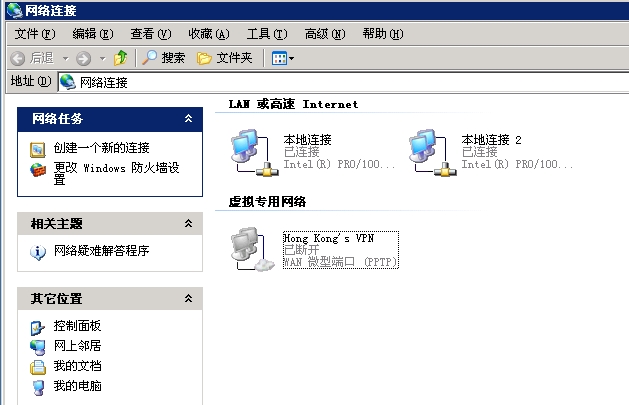 网络连接
文件(F) 编辑(E) 查看(V) 收藏(A) 工具(T) 高级(N) 帮助(H)
后退 搜索 文件夹
地址(D) 网络连接
网络任务
创建一个新的连接
更改 Windows 防火墙设
置
相关主题
网络疑难解答程序
其它位置
控制面板
网上邻居
我的文档
我的电脑
LAN 或高速 Internet
本地连接
已连接
Intel(R) PRO/100...
本地连接 2
已连接
Intel(R) PRO/100...
虚拟专用网络
Hong Kong's VPN
已断开
WAN 微型端口 (PPTP)